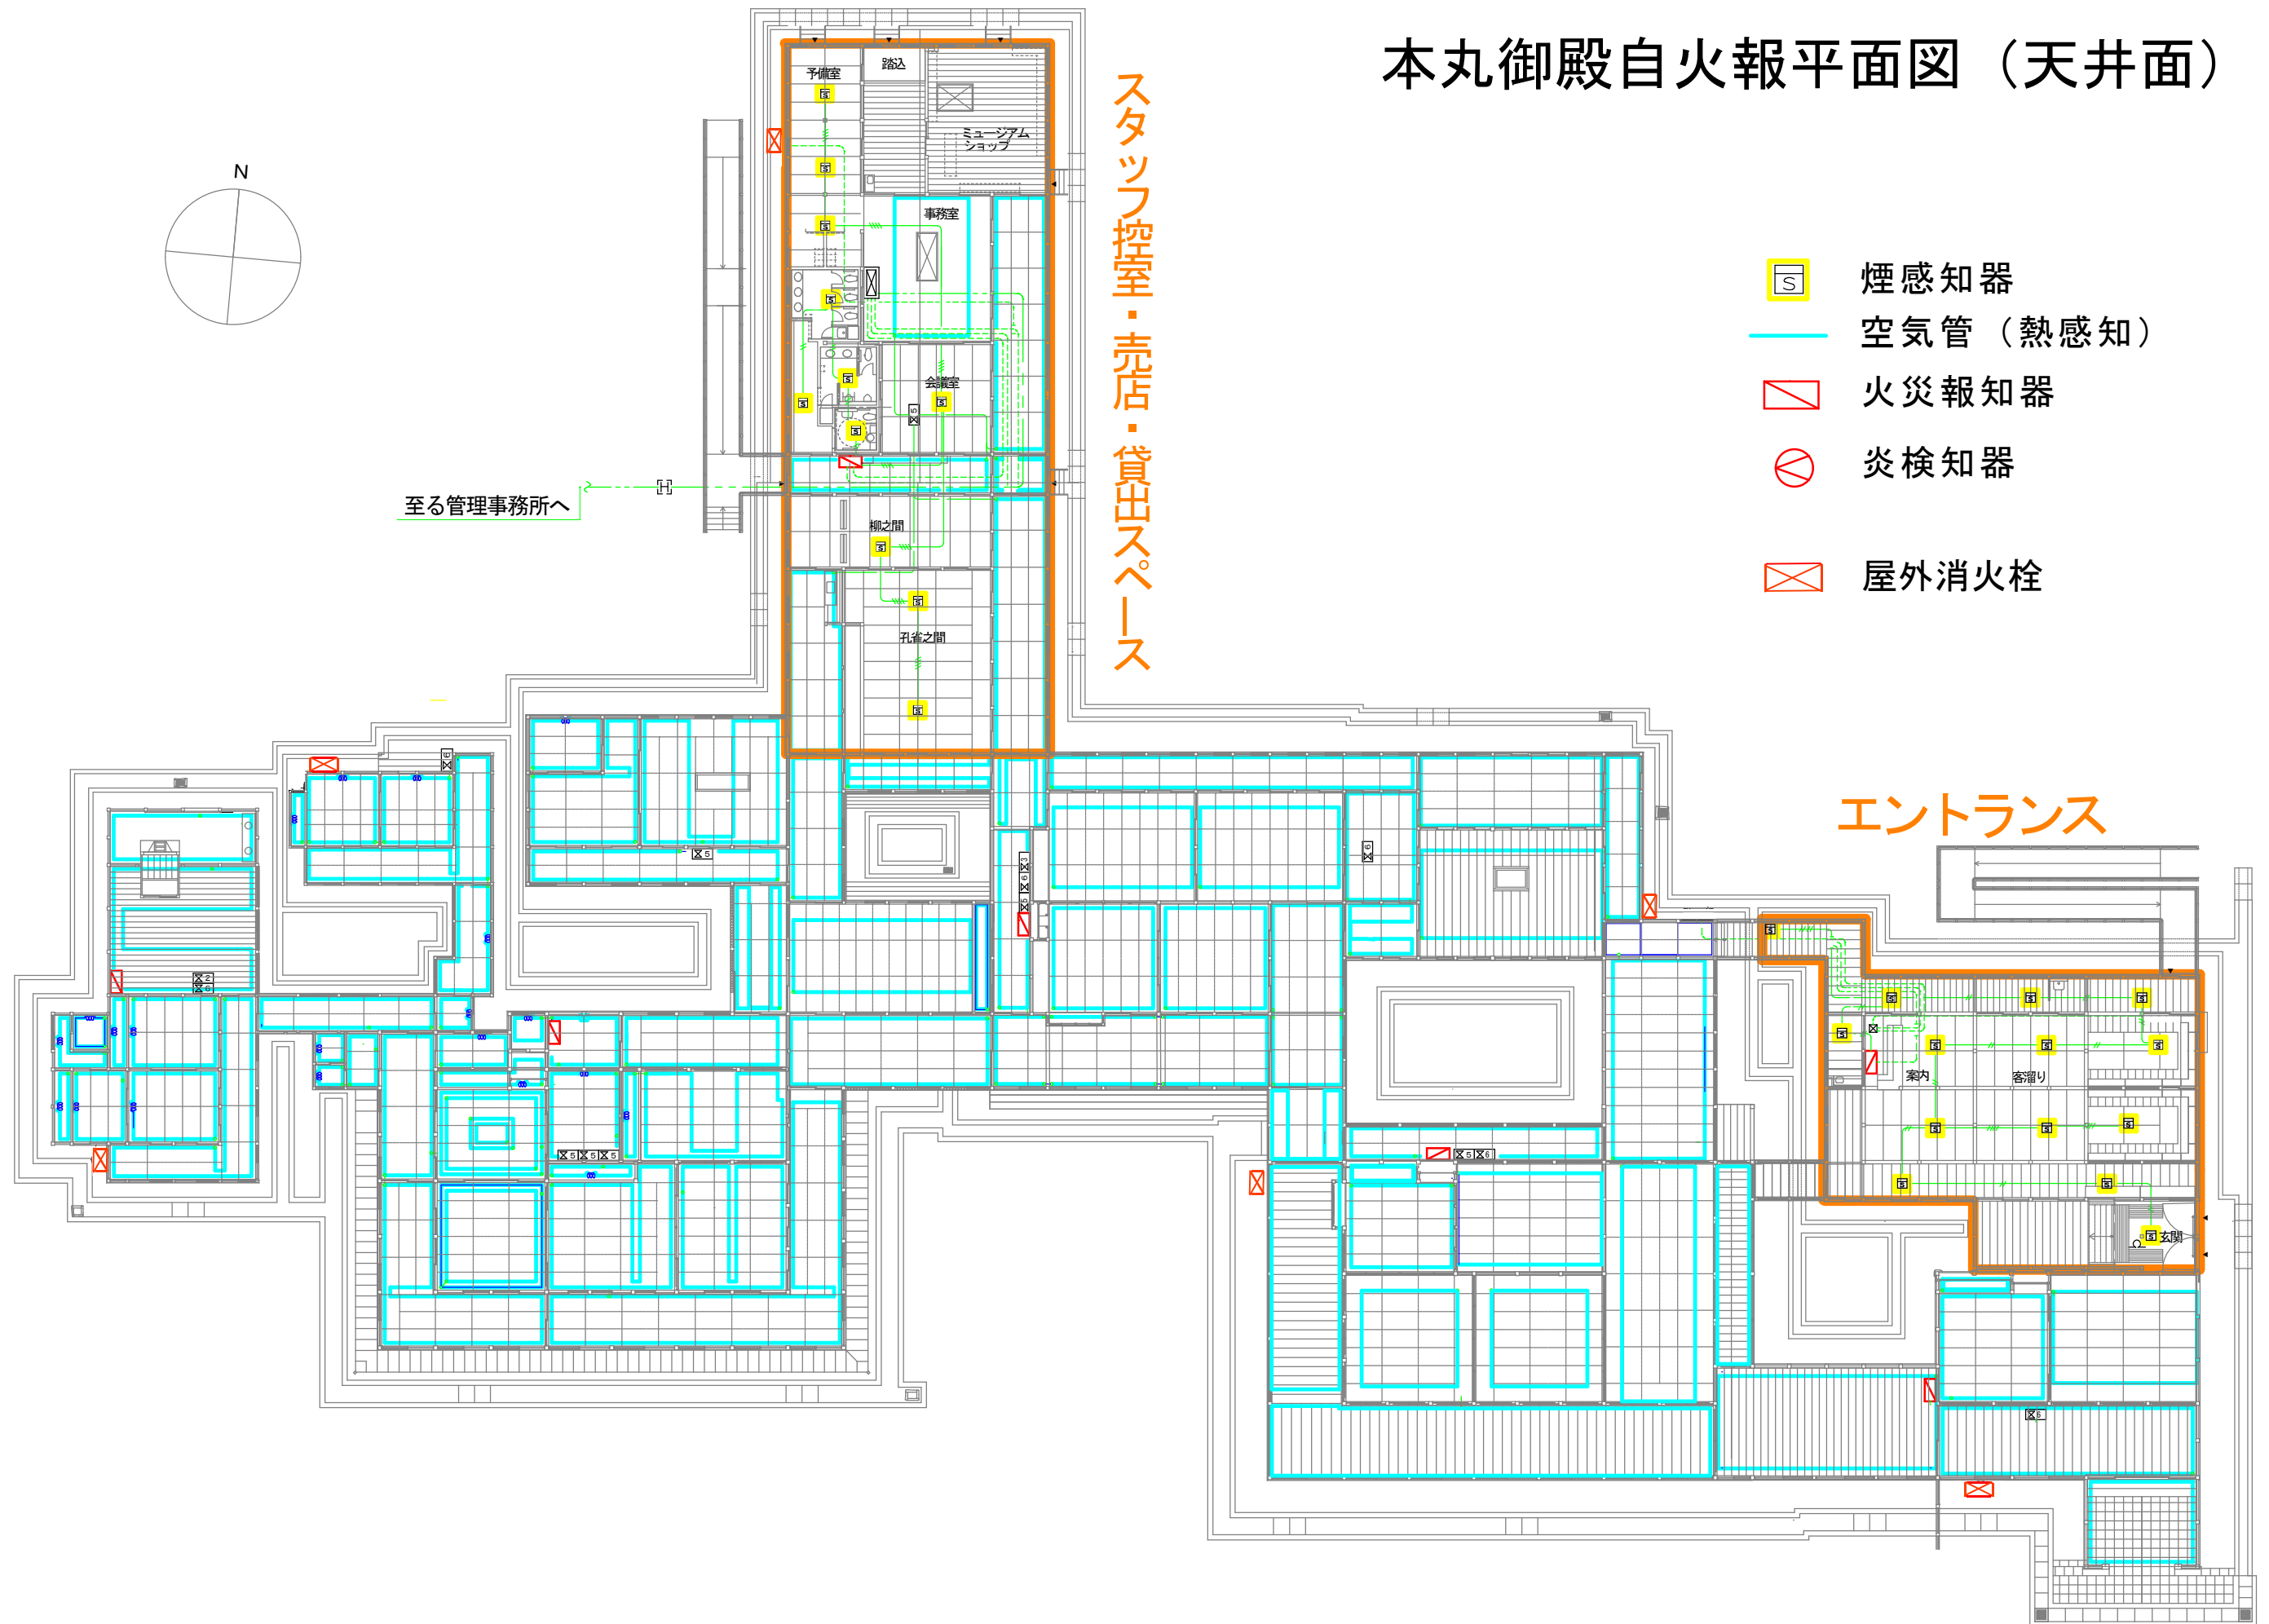 本丸御殿自火報平面図（天井面）
N
スタッフ控室・売店・貸出スペース
予備室
踏込
ミュージアム
ショップ
事務室
会議室
柳之間
孔雀之間
至る管理事務所へ
H
S 煙感知器
空気管（熱感知）
火災報知器
炎検知器
屋外消火栓
エントランス
案内
客溜り
玄関